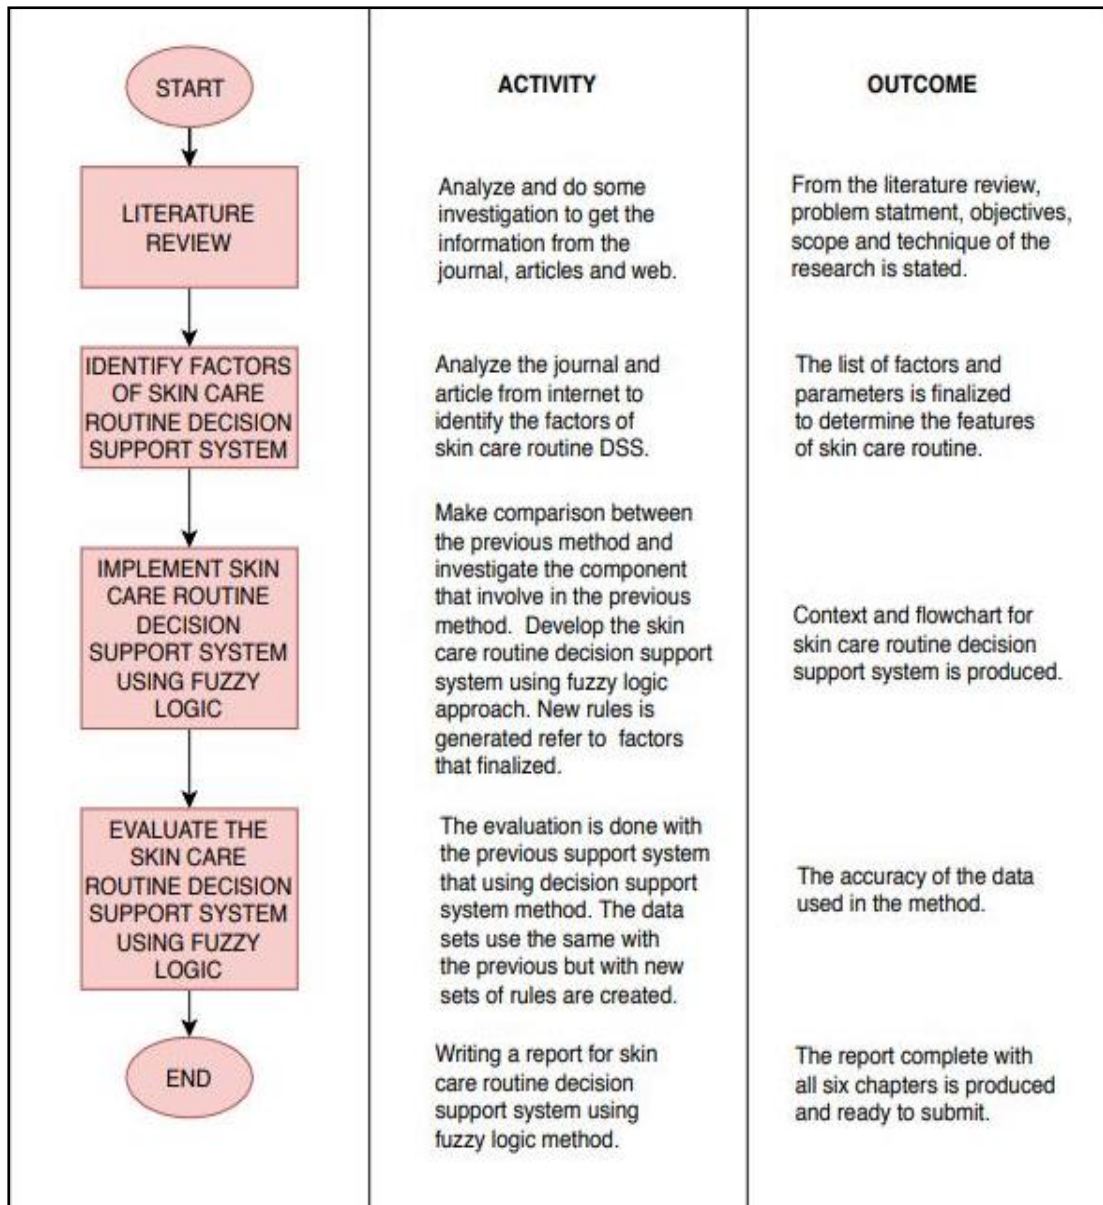 START
ACTIVITY
OUTCOME
LITERATURE
REVIEW
Analyze and do some
investigation to get the
information from the
journal, articles and web.
From the literature review,
problem statment, objectives,
scope and technique of the
research is stated.
IDENTIFY FACTORS
OF SKIN CARE
ROUTINE DECISION
SUPPORT SYSTEM
Analyze the journal and
article from internet to
identify the factors of
skin care routine DSS.
The list of factors and
parameters is finalized
to determine the features
of skin care routine.
IMPLEMENT SKIN
CARE ROUTINE
DECISION
SUPPORT SYSTEM
USING FUZZY
LOGIC
Make comparison between
the previous method and
investigate the component
that involve in the previous
method. Develop the skin
care routine decision support
system using fuzzy logic
approach. New rules is
generated refer to factors
that finalized.
Context and flowchart for
skin care routine decision
support system is produced.
EVALUATE THE
SKIN CARE
ROUTINE DECISION
SUPPORT SYSTEM
USING FUZZY
LOGIC
The evaluation is done with
the previous support system
that using decision support
system method. The data
sets use the same with
the previous but with new
sets of rules are created.
The accuracy of the data
used in the method.
END
Writing a report for skin
care routine decision
support system using
fuzzy logic method.
The report complete with
all six chapters is produced
and ready to submit.